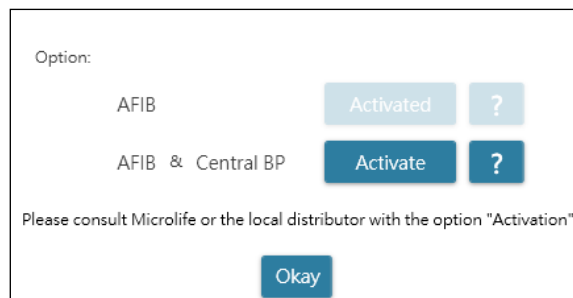 Option:
AFIB Activated ?
AFIB & Central BP Activate ?
Please consult Microlife or the local distributor with the option "Activation"
Okay